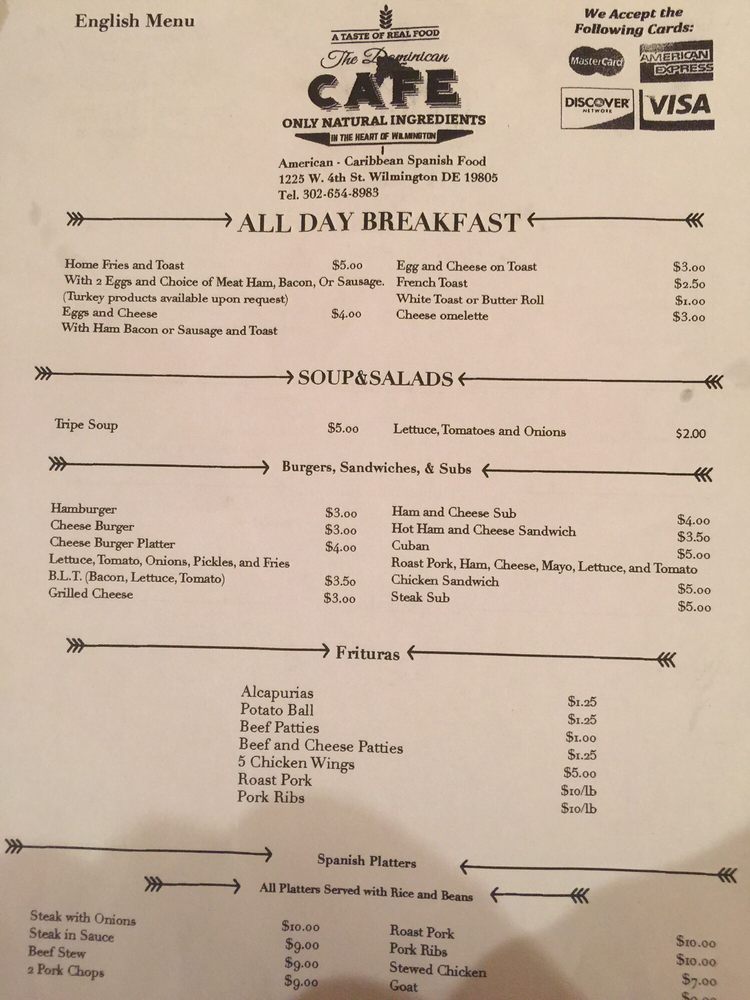 English Menu
A TASTE OF REAL FOOD
The Dominican
CAFE
ONLY NATURAL INGREDIENTS
IN THE HEART OF WILMINGTON
American - Caribbean Spanish Food
1225 W. 4th St. Wilmington DE 19805
Tel. 302-654-8983
We Accept the
Following Cards:
MasterCard
AMERICAN
EXPRESS
DISCOVER
NETWORK
VISA
ALL DAY BREAKFAST
Home Fries and Toast $5.00
With 2 Eggs and Choice of Meat Ham, Bacon, Or Sausage.
(Turkey products available upon request)
Eggs and Cheese $4.00
With Ham Bacon or Sausage and Toast
Egg and Cheese on Toast $3.00
French Toast $2.50
White Toast or Butter Roll $1.00
Cheese omelette $3.00
SOUP&SALADS
Tripe Soup $5.00
Lettuce, Tomatoes and Onions $2.00
Burgers, Sandwiches, & Subs
Hamburger $3.00
Cheese Burger $3.00
Cheese Burger Platter $4.00
Lettuce, Tomato, Onions, Pickles, and Fries
B.L.T. (Bacon, Lettuce, Tomato) $3.50
Grilled Cheese $3.00
Ham and Cheese Sub $4.00
Hot Ham and Cheese Sandwich $3.50
Cuban $5.00
Roast Pork, Ham, Cheese, Mayo, Lettuce, and Tomato
Chicken Sandwich $5.00
Steak Sub $5.00
Frituras
Alcapurias $1.25
Potato Ball $1.25
Beef Patties $1.00
Beef and Cheese Patties $1.25
5 Chicken Wings $5.00
Roast Pork $10/lb
Pork Ribs $10/lb
Spanish Platters
All Platters Served with Rice and Beans
Steak with Onions $10.00
Steak in Sauce $9.00
Beef Stew $9.00
2 Pork Chops $9.00
Roast Pork $10.00
Pork Ribs $10.00
Stewed Chicken $7.00
Goat